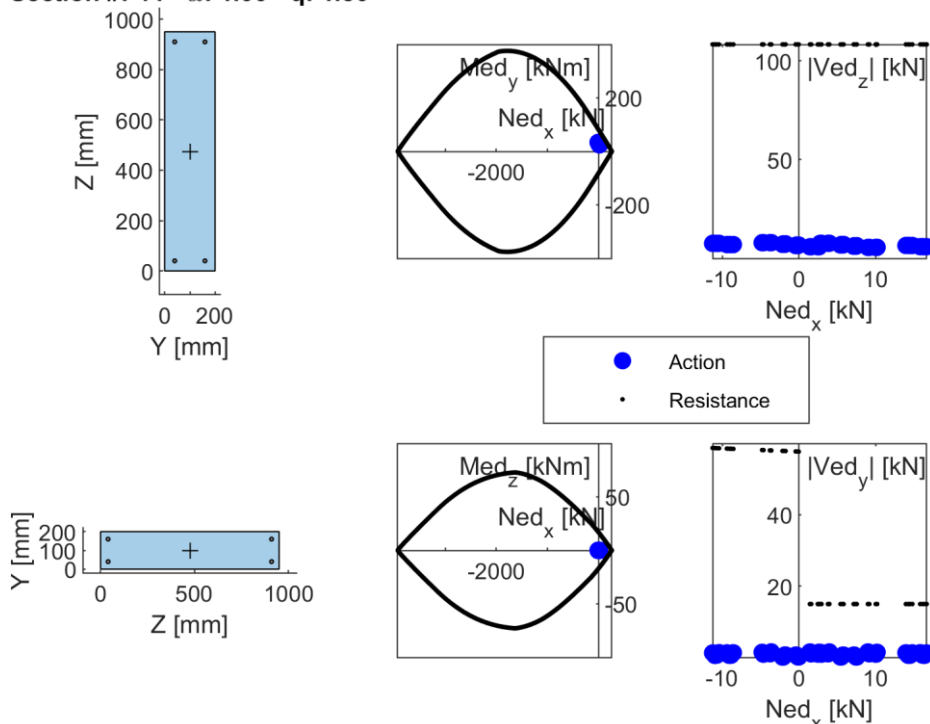 1000
800
600
400
200
0
Z [mm]
0 200
Y [mm]
Med_y [kNm]
Ned_x [kN]
200
-2000
-200
|Ved_z| [kN]
100
50
-10 0 10
Ned_x [kN]
Action
Resistance
200
100
0
Y [mm]
0 500 1000
Z [mm]
Med_z [kNm]
Ned_x [kN]
50
-2000
-50
|Ved_y| [kN]
40
20
-10 0 10
Ned_x [kN]